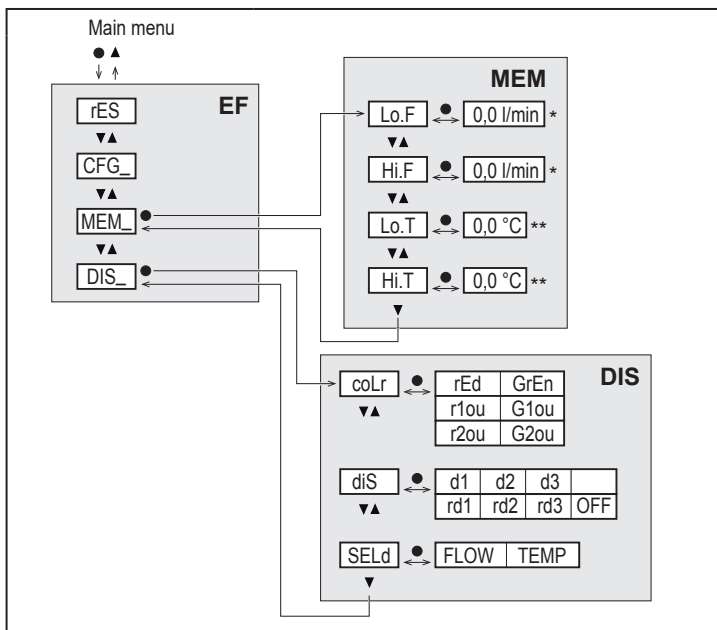 Main menu
EF
rES
CFG_
MEM_
DIS_
MEM
Lo.F 0,0 l/min *
Hi.F 0,0 l/min *
Lo.T 0,0 °C **
Hi.T 0,0 °C **
DIS
coLr rEd GrEn
r1ou G1ou
r2ou G2ou
diS d1 d2 d3
rd1 rd2 rd3 OFF
SELd FLOW TEMP